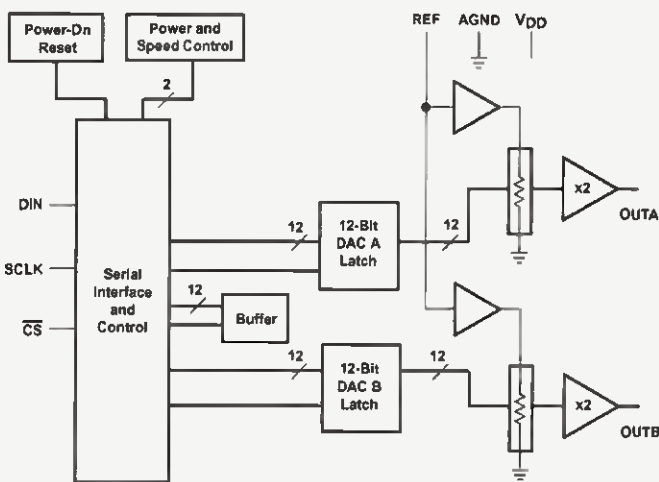 Power-Dn
Reset
Power and
Speed Control
REF
AGND
VDD
2
x2
DIN
OUTA
12
12-Bit
DAC A
Latch
12
SCLK
Serial
Interface
and
Control
12
Buffer
CS
12
12-Bit
DAC B
Latch
12
x2
OUTB